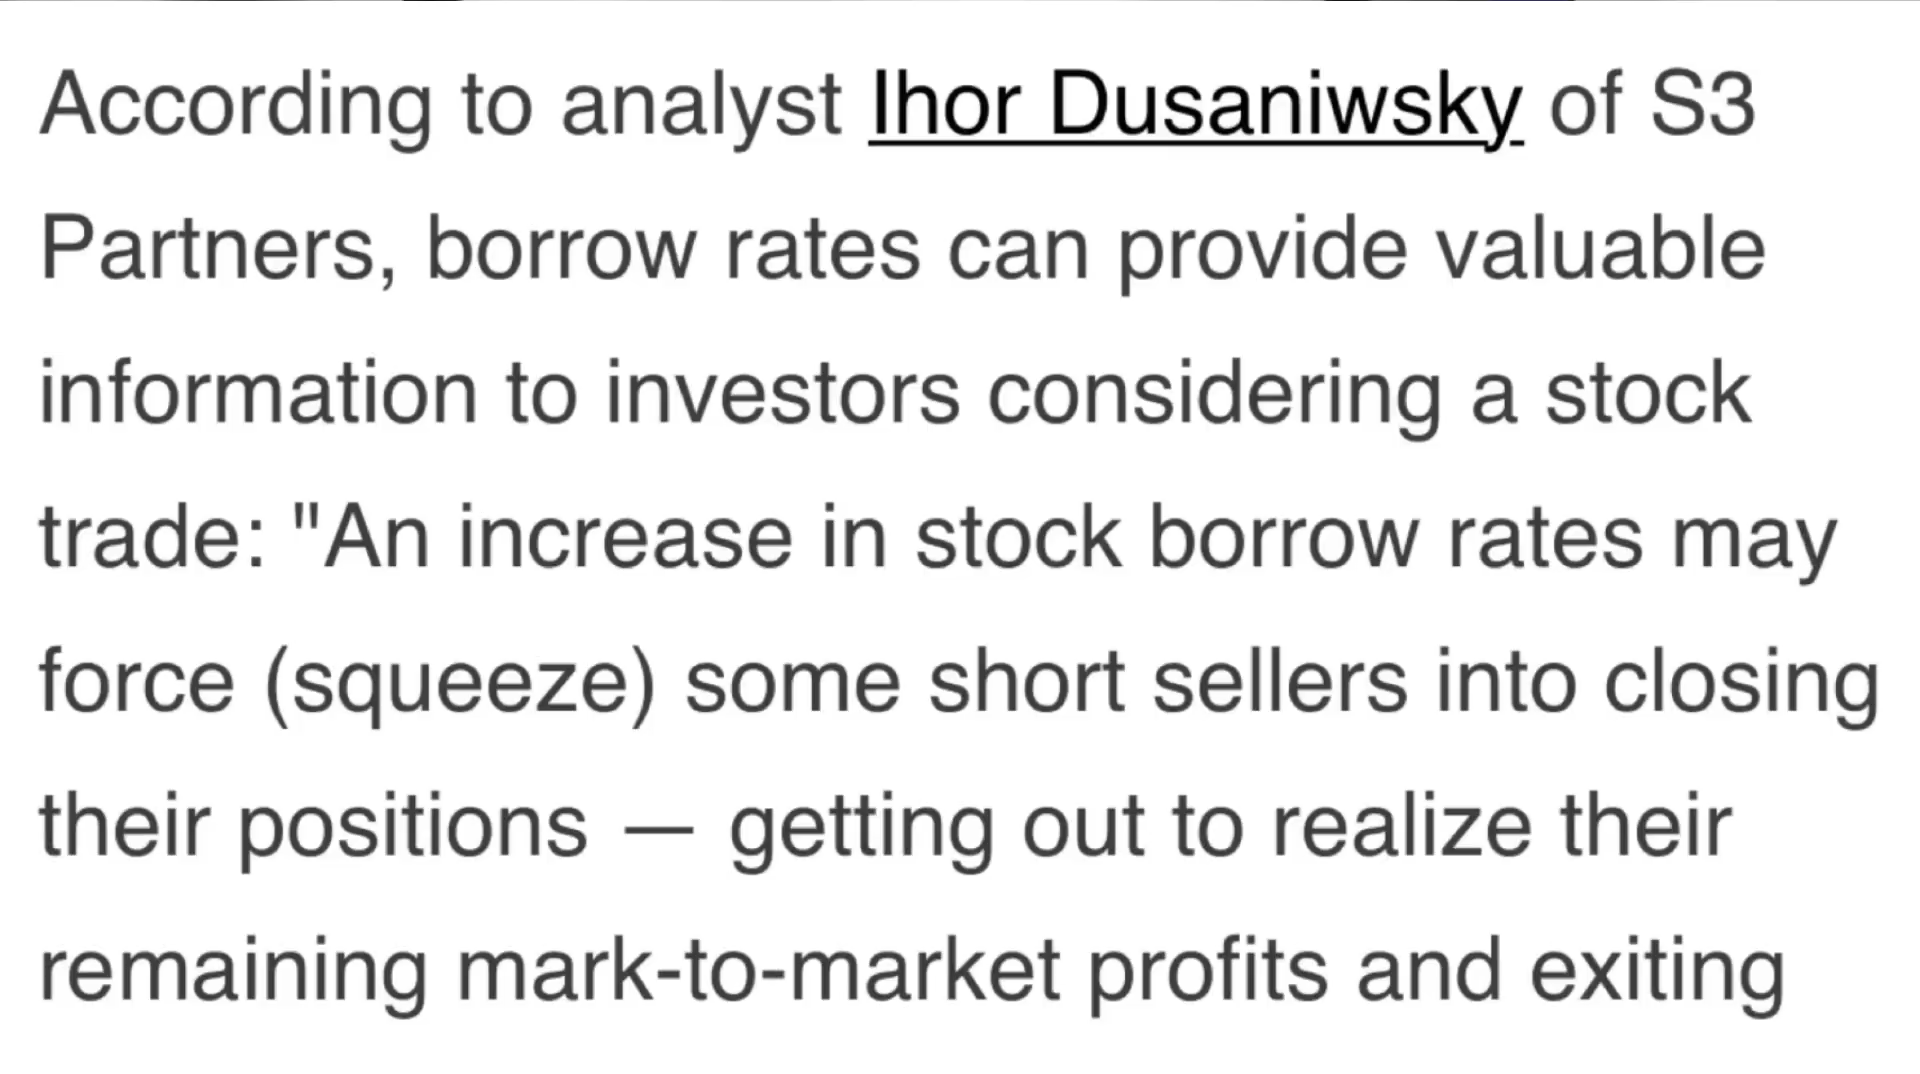 According to analyst Ihor Dusaniwsky of S3
Partners, borrow rates can provide valuable
information to investors considering a stock
trade: "An increase in stock borrow rates may
force (squeeze) some short sellers into closing
their positions — getting out to realize their
remaining mark-to-market profits and exiting